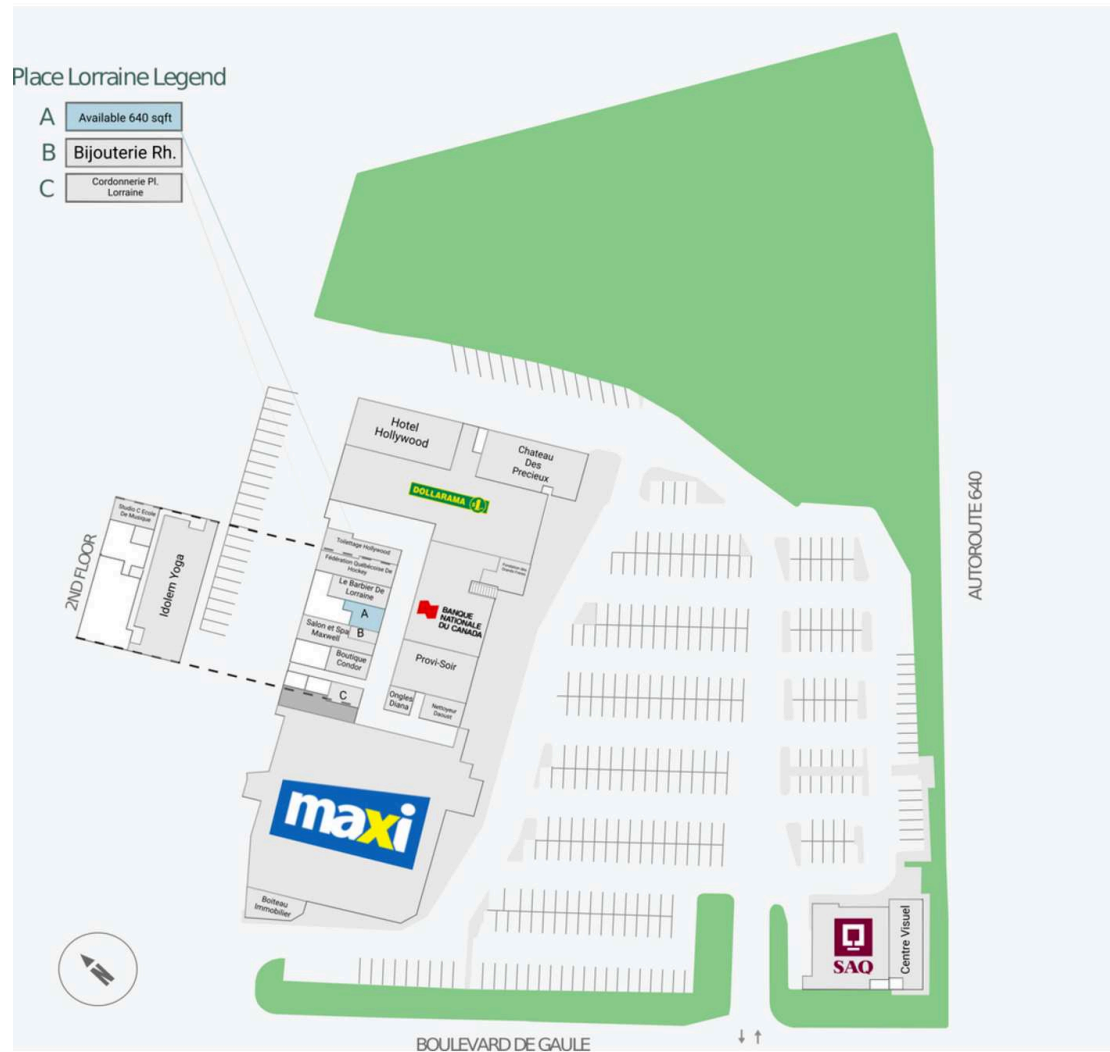 Place Lorraine Legend
A
Available 640 sqft
B
Bijouterie Rh.
C
Cordonnerie Pl.
Lorraine
Hotel
Hollywood
Chateau
Des
Precieux
DOLLARAMA
Studio C Ecole
De Musique
Idolem Yoga
2ND FLOOR
Toilettage Hollywood
Fédération Québécoise De
Hockey
Le Barbier De
Lorraine
A
Salon et Spa
Maxwell
B
Boutique
Condor
C
BANQUE
NATIONALE
DU CANADA
Provi-Soir
Ongles
Diana
Nettoyeur
Daoust
maxi
Boiteau
Immobilier
AUTOROUTE 640
SAQ
Centre Visuel
N
BOULEVARD DE GAULE